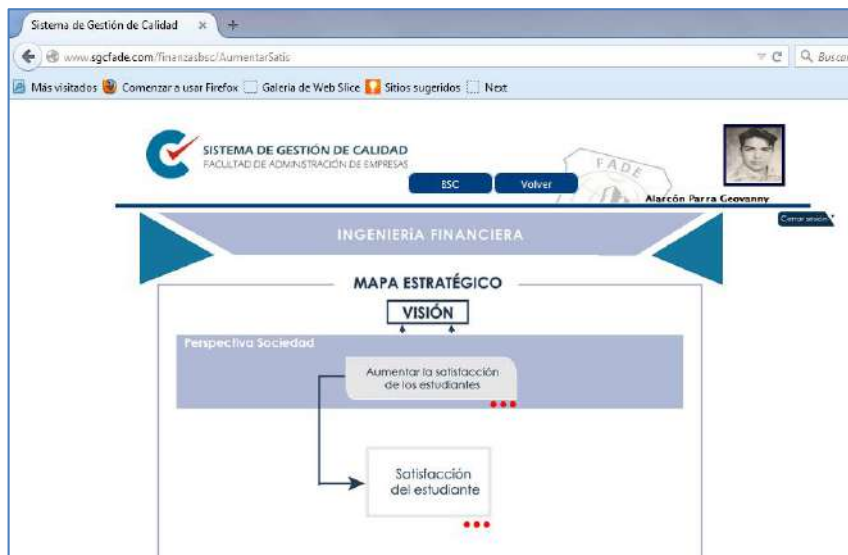 Sistema de Gestión de Calidad
www.sgcfade.com/finanzasbsc/AumentarSatis
Buscar
Más visitados Comenzar a usar Firefox Galería de Web Slice Sitios sugeridos Next
SISTEMA DE GESTIÓN DE CALIDAD
FACULTAD DE ADMINISTRACIÓN DE EMPRESAS
BSC Volver
FADE
Alarcón Parra Geovanny
Cerrar sesión
INGENIERÍA FINANCIERA
MAPA ESTRATÉGICO
VISIÓN
Perspectiva Sociedad
Aumentar la satisfacción
de los estudiantes
Satisfacción
del estudiante